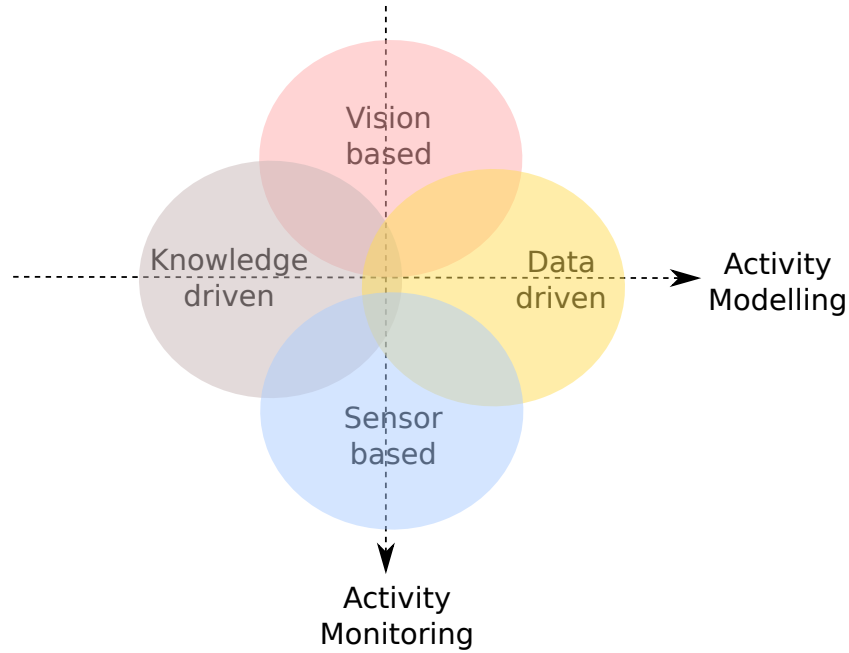 Vision
based
Knowledge
driven
Data
driven
Activity
Modelling
Sensor
based
Activity
Monitoring